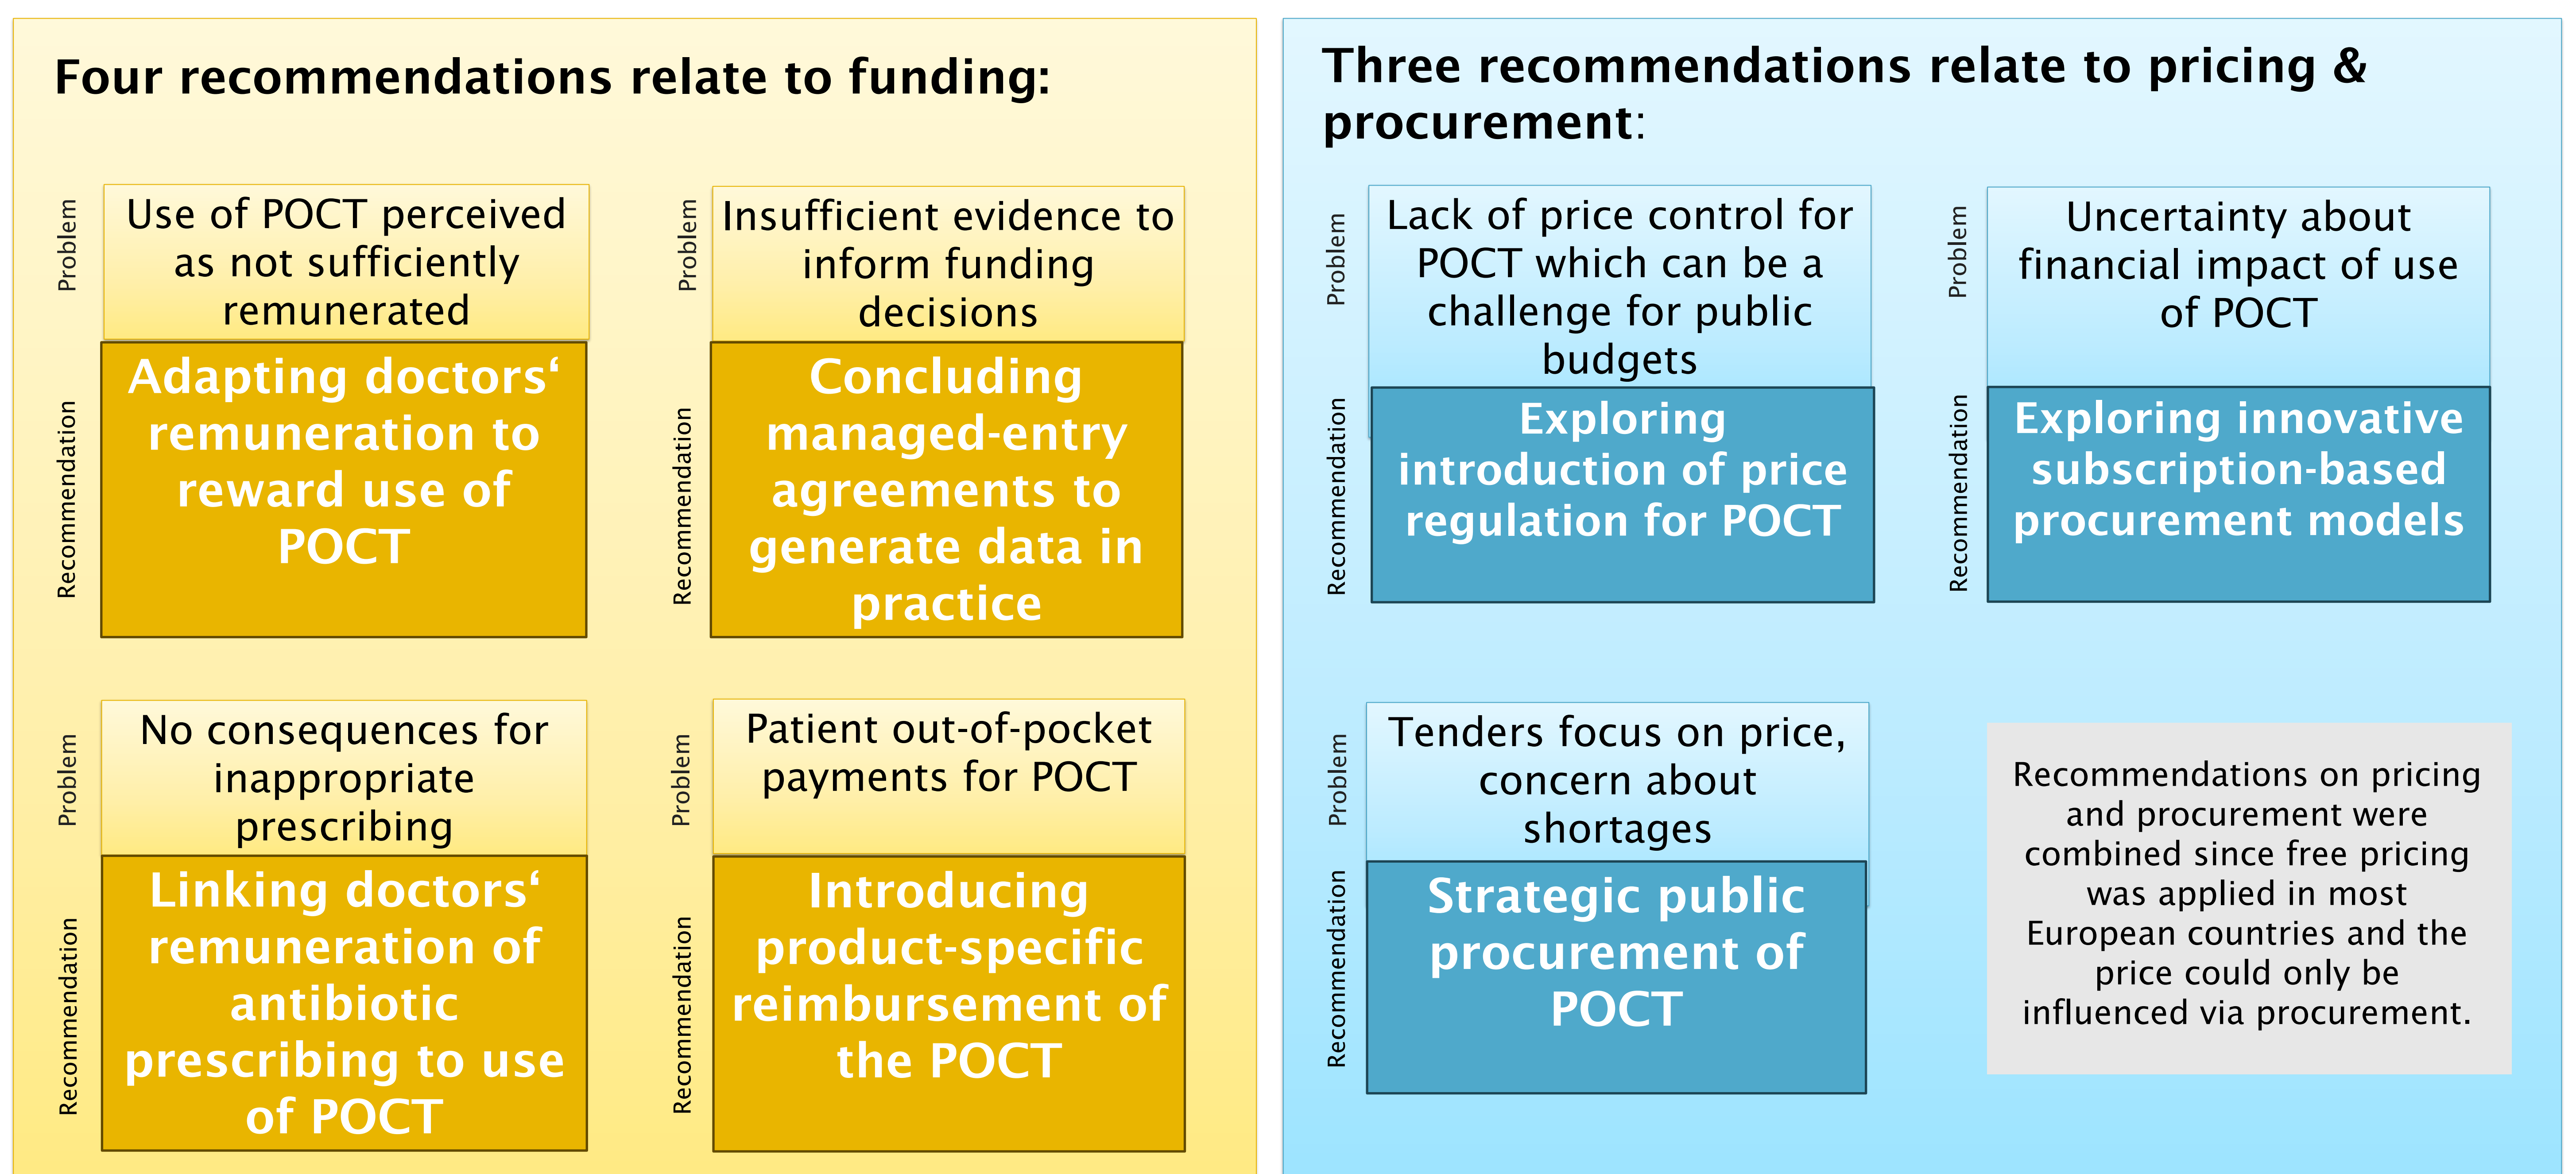 Four recommendations relate to funding:
Problem
Use of POCT perceived
as not sufficiently
remunerated
Recommendation
Adapting doctors‘
remuneration to
reward use of
POCT
Problem
Insufficient evidence to
inform funding
decisions
Recommendation
Concluding
managed-entry
agreements to
generate data in
practice
Problem
No consequences for
inappropriate
prescribing
Recommendation
Linking doctors‘
remuneration of
antibiotic
prescribing to use
of POCT
Problem
Patient out-of-pocket
payments for POCT
Recommendation
Introducing
product-specific
reimbursement of
the POCT
Three recommendations relate to pricing &
procurement:
Problem
Lack of price control for
POCT which can be a
challenge for public
budgets
Recommendation
Exploring
introduction of price
regulation for POCT
Problem
Uncertainty about
financial impact of use
of POCT
Recommendation
Exploring innovative
subscription-based
procurement models
Problem
Tenders focus on price,
concern about
shortages
Recommendation
Strategic public
procurement of
POCT
Recommendations on pricing
and procurement were
combined since free pricing
was applied in most
European countries and the
price could only be
influenced via procurement.